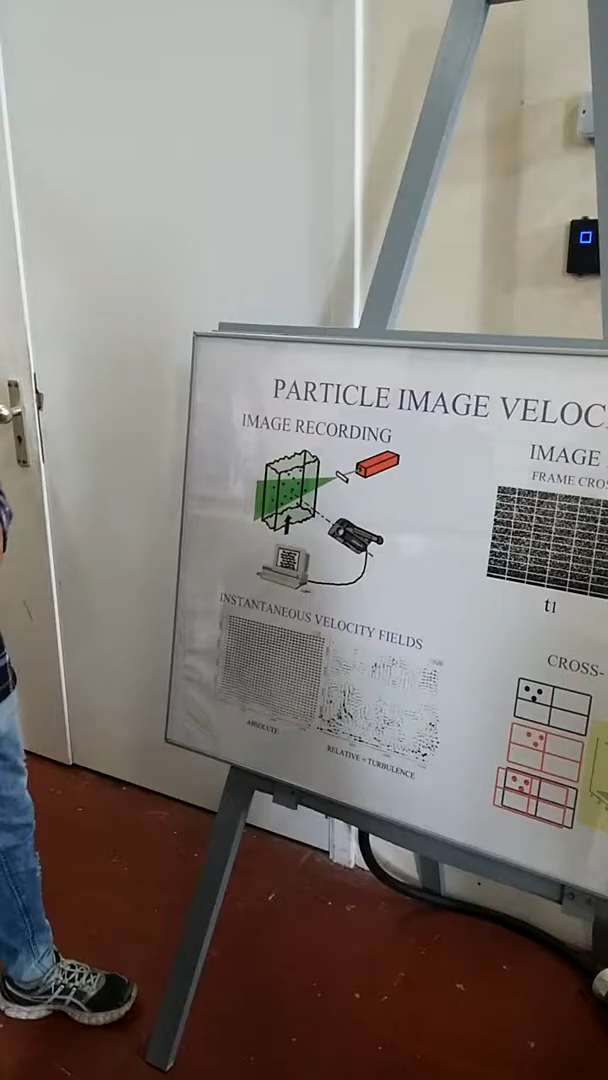 PARTICLE IMAGE VELOC
IMAGE RECORDING
IMAGE
FRAME CROS
t1
INSTANTANEOUS VELOCITY FIELDS
ABSOLUTE
RELATIVE = TURBULENCE
CROSS-